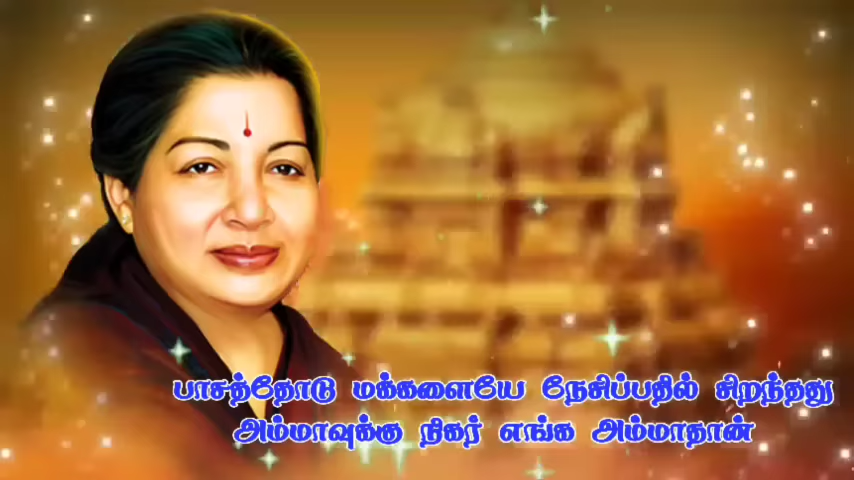 பாசத்தோடு மக்களையே நேசிப்பதில் சிறந்தது
அம்மாவுக்கு நிகர் எங்க அம்மாதான்